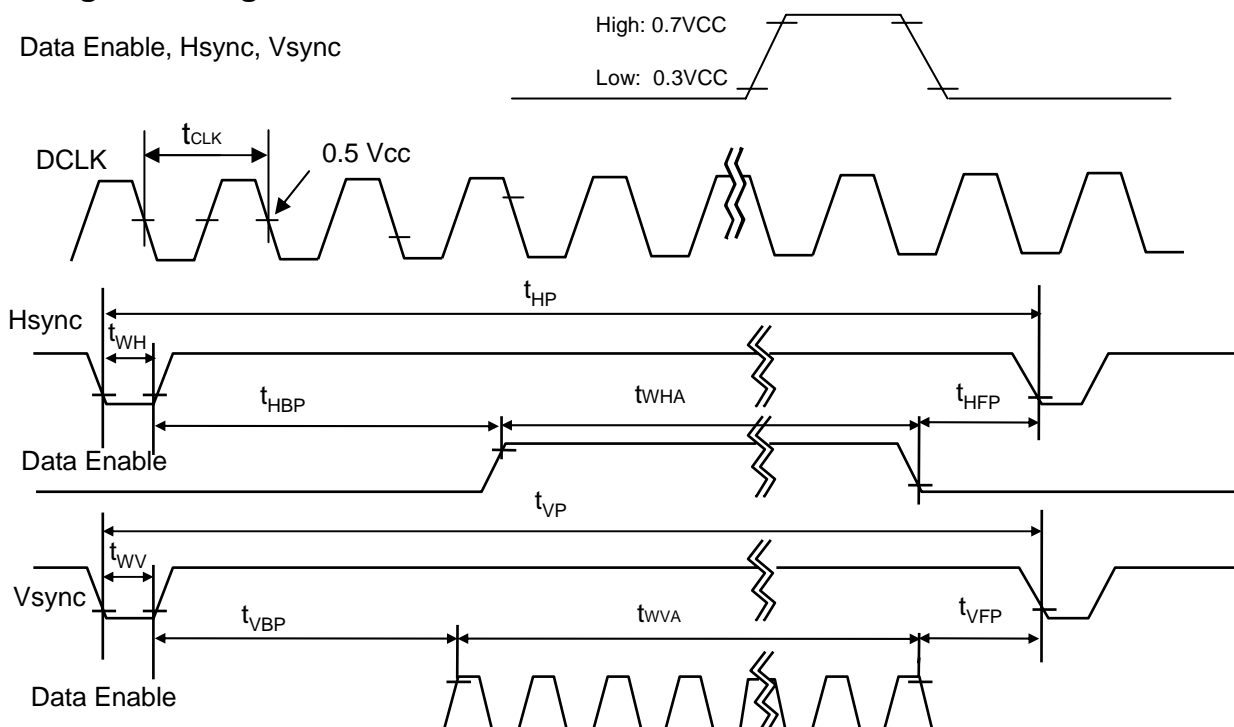 Data Enable, Hsync, Vsync
High: 0.7VCC
Low: 0.3VCC
DCLK
tCLK
0.5 Vcc
tHP
Hsync
tWH
tHBP
tWHA
tHFP
Data Enable
tVP
tWV
Vsync
tVBP
tWVA
tVFP
Data Enable